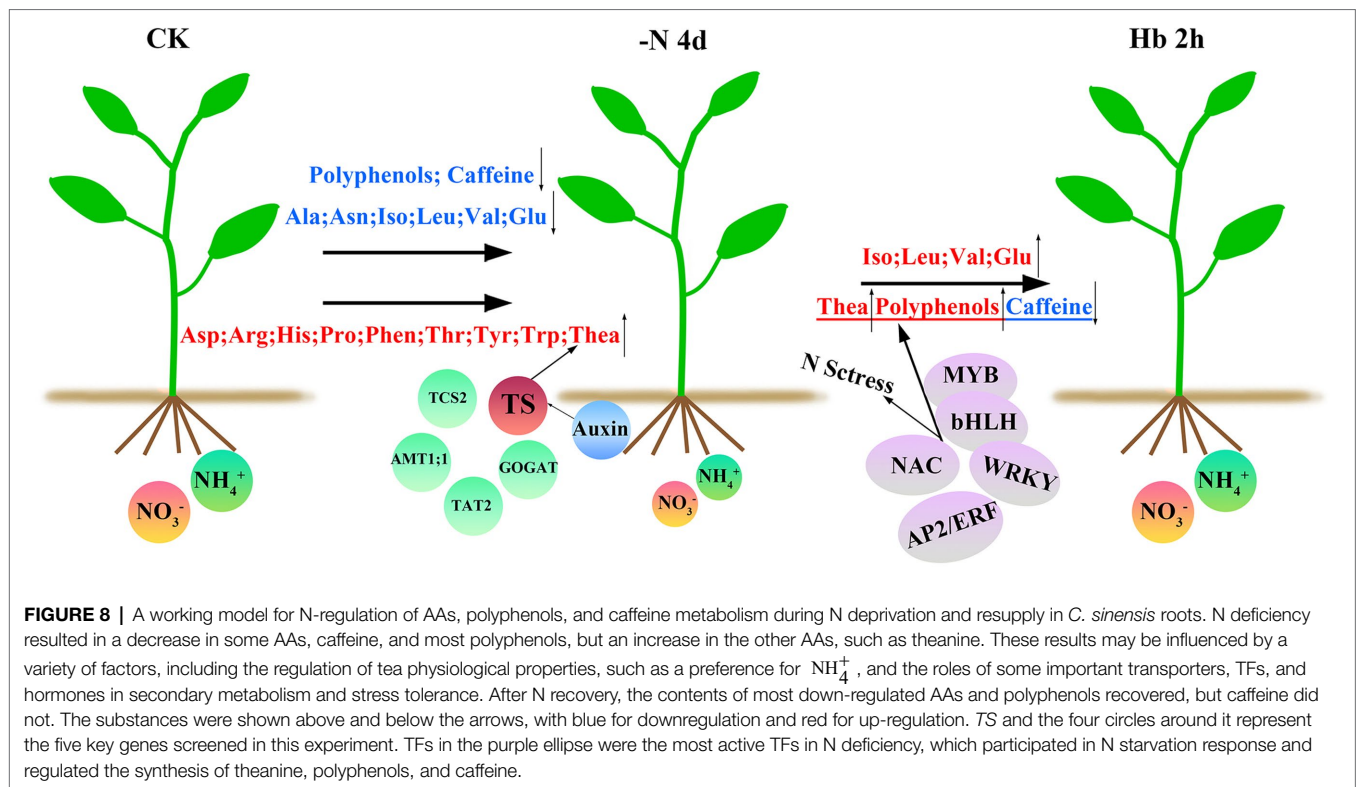 CK
-N 4d
Hb 2h
Polyphenols; Caffeine
Ala;Asn;Iso;Leu;Val;Glu
Asp;Arg;His;Pro;Phen;Thr;Tyr;Trp;Thea
Iso;Leu;Val;Glu
Thea Polyphenols Caffeine
N Sctress
TCS2
TS
Auxin
AMT1;1
GOGAT
TAT2
MYB
bHLH
NAC
WRKY
AP2/ERF
NH₄⁺
NO₃⁻
NH₄⁺
NO₃⁻
NH₄⁺
NO₃⁻
FIGURE 8 | A working model for N-regulation of AAs, polyphenols, and caffeine metabolism during N deprivation and resupply in C. sinensis roots. N deficiency
resulted in a decrease in some AAs, caffeine, and most polyphenols, but an increase in the other AAs, such as theanine. These results may be influenced by a
variety of factors, including the regulation of tea physiological properties, such as a preference for NH₄⁺, and the roles of some important transporters, TFs, and
hormones in secondary metabolism and stress tolerance. After N recovery, the contents of most down-regulated AAs and polyphenols recovered, but caffeine did
not. The substances were shown above and below the arrows, with blue for downregulation and red for up-regulation. TS and the four circles around it represent
the five key genes screened in this experiment. TFs in the purple ellipse were the most active TFs in N deficiency, which participated in N starvation response and
regulated the synthesis of theanine, polyphenols, and caffeine.